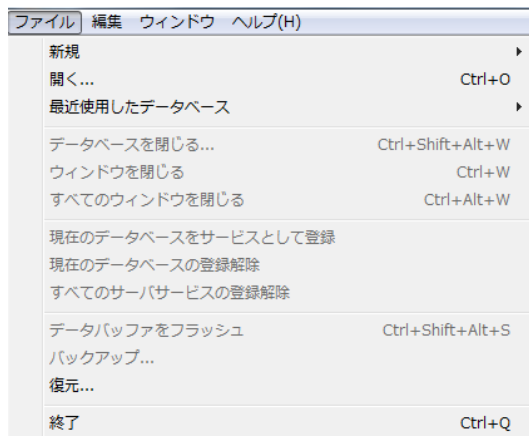 ファイル 編集 ウィンドウ ヘルプ(H)
新規
開く... Ctrl+O
最近使用したデータベース
データベースを閉じる... Ctrl+Shift+Alt+W
ウィンドウを閉じる Ctrl+W
すべてのウィンドウを閉じる Ctrl+Alt+W
現在のデータベースをサービスとして登録
現在のデータベースの登録解除
すべてのサーバサービスの登録解除
データバッファをフラッシュ Ctrl+Shift+Alt+S
バックアップ...
復元...
終了 Ctrl+Q